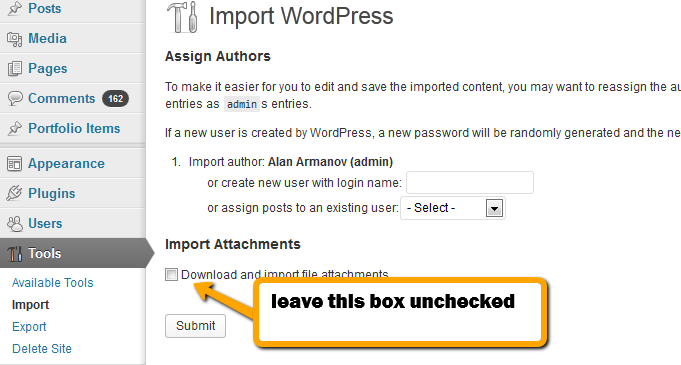 Posts
Media
Pages
Comments 162
Portfolio Items
Appearance
Plugins
Users
Tools
Available Tools
Import
Export
Delete Site
Import WordPress
Assign Authors
To make it easier for you to edit and save the imported content, you may want to reassign the
entries as admin s entries.
If a new user is created by WordPress, a new password will be randomly generated and the
1. Import author: Alan Armanov (admin)
or create new user with login name:
or assign posts to an existing user: - Select -
Import Attachments
Download and import file attachments
leave this box unchecked
Submit